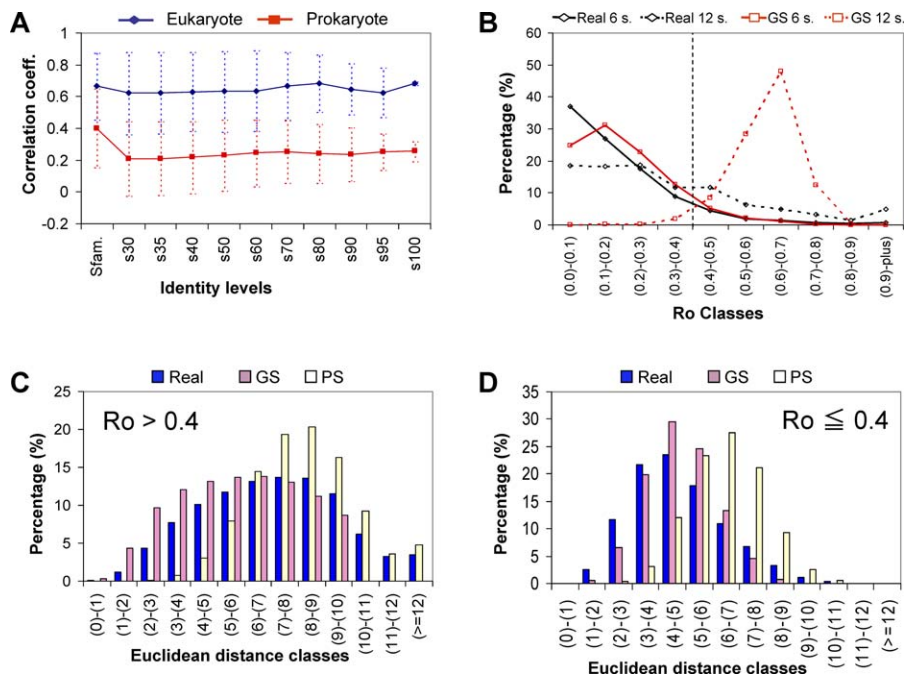 A
Eukaryote Prokaryote
Correlation coeff.
1
0.8
0.6
0.4
0.2
0
-0.2
Sfam.
s30
s35
s40
s50
s60
s70
s80
s90
s95
s100
Identity levels
B
Real 6 s. Real 12 s. GS 6 s. GS 12 s.
Percentage (%)
60
50
40
30
20
10
0
(0.0)-(0.1)
(0.1)-(0.2)
(0.2)-(0.3)
(0.3)-(0.4)
(0.4)-(0.5)
(0.5)-(0.6)
(0.6)-(0.7)
(0.7)-(0.8)
(0.8)-(0.9)
(0.9)-plus)
Ro Classes
C
Real GS PS
Ro > 0.4
Percentage (%)
25
20
15
10
5
0
(0)-(1)
(1)-(2)
(2)-(3)
(3)-(4)
(4)-(5)
(5)-(6)
(6)-(7)
(7)-(8)
(8)-(9)
(9)-(10)
(10)-(11)
(11)-(12)
(>=12)
Euclidean distance classes
D
Real GS PS
Ro ≦ 0.4
Percentage (%)
35
30
25
20
15
10
5
0
(0)-(1)
(1)-(2)
(2)-(3)
(3)-(4)
(4)-(5)
(5)-(6)
(6)-(7)
(7)-(8)
(8)-(9)
(9)-(10)
(10)-(11)
(11)-(12)
(>=12)
Euclidean distance classes